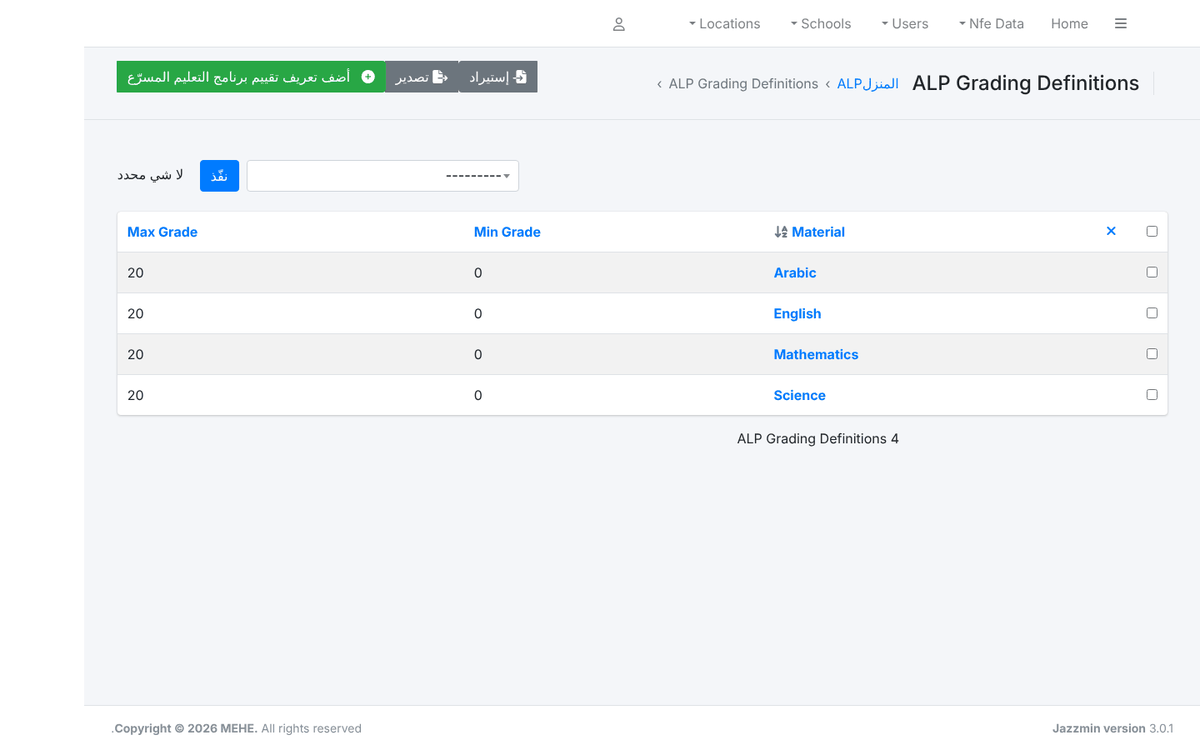 Home Nfe Data Users Schools Locations
ALP Grading Definitions
المنزل ALP › ALP Grading Definitions ›
إستيراد تصدير أضف تعريف تقييم برنامج التعليم المسرّع
--------- نفّذ لا شي محدد
Material Min Grade Max Grade
Arabic 0 20
English 0 20
Mathematics 0 20
Science 0 20
4 ALP Grading Definitions
Jazzmin version 3.0.1
Copyright © 2026 MEHE. All rights reserved.